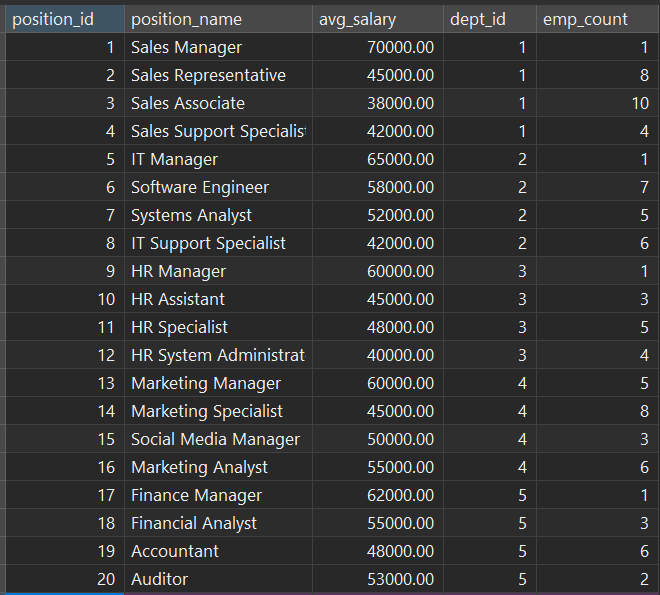 position_id position_name avg_salary dept_id emp_count
1 Sales Manager 70000.00 1 1
2 Sales Representative 45000.00 1 8
3 Sales Associate 38000.00 1 10
4 Sales Support Specialis 42000.00 1 4
5 IT Manager 65000.00 2 1
6 Software Engineer 58000.00 2 7
7 Systems Analyst 52000.00 2 5
8 IT Support Specialist 42000.00 2 6
9 HR Manager 60000.00 3 1
10 HR Assistant 45000.00 3 3
11 HR Specialist 48000.00 3 5
12 HR System Administrat 40000.00 3 4
13 Marketing Manager 60000.00 4 5
14 Marketing Specialist 45000.00 4 8
15 Social Media Manager 50000.00 4 3
16 Marketing Analyst 55000.00 4 6
17 Finance Manager 62000.00 5 1
18 Financial Analyst 55000.00 5 3
19 Accountant 48000.00 5 6
20 Auditor 53000.00 5 2